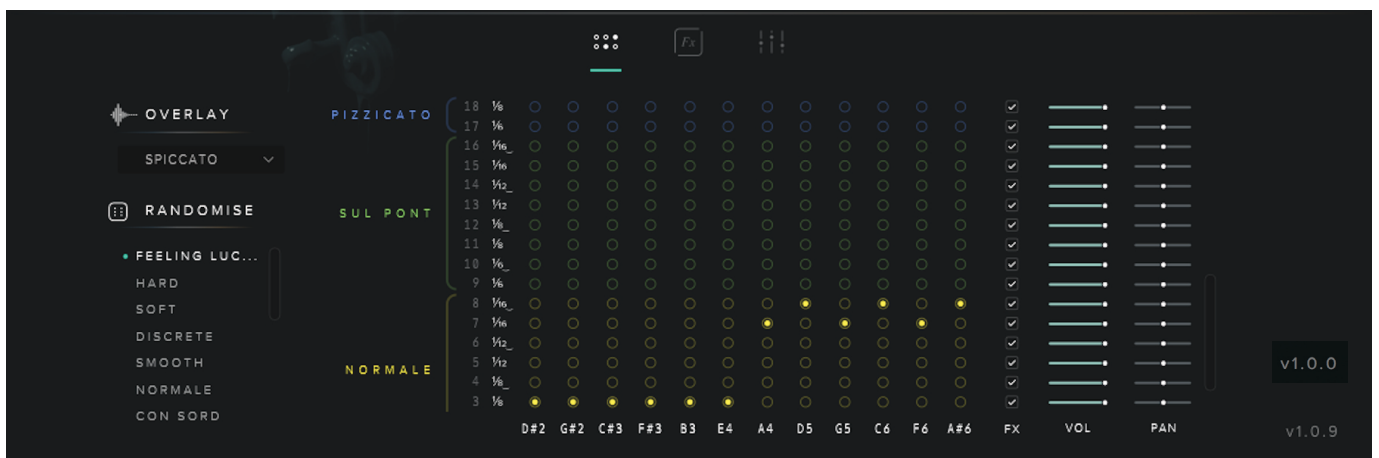 Fx
OVERLAY
SPICCATO
RANDOMISE
FEELING LUC...
HARD
SOFT
DISCRETE
SMOOTH
NORMALE
CON SORD
PIZZICATO
SUL PONT
NORMALE
18 1/8
17 1/6
16 1/16_
15 1/16
14 1/12_
13 1/12
12 1/8_
11 1/8
10 1/6_
9 1/6
8 1/16_
7 1/16
6 1/12_
5 1/12
4 1/8_
3 1/8
D#2 G#2 C#3 F#3 B3 E4 A4 D5 G5 C6 F6 A#6 FX VOL PAN
v1.0.0
v1.0.9